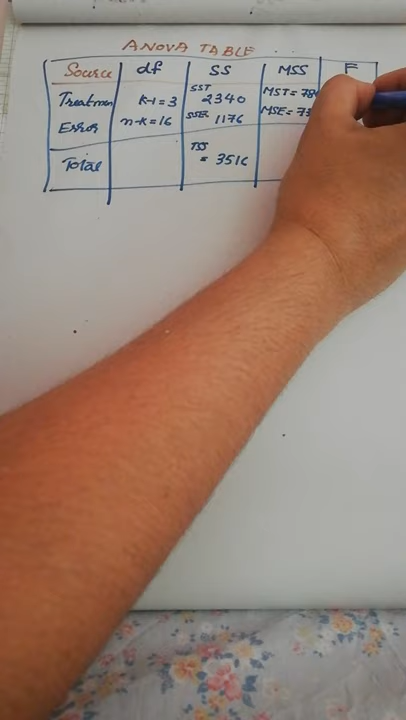 ANOVA TABLE
Source df SS MSS F
Treatmen k-1=3 SST 2340 MST = 780
Error n-k=16 SSE 1176 MSE = 73
Total TSS = 3516